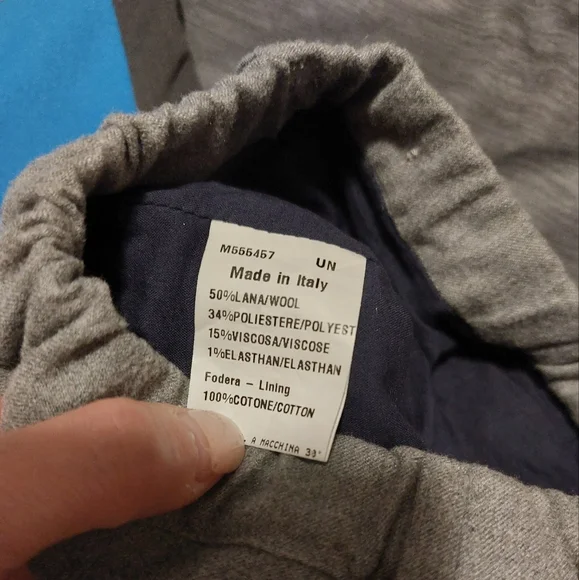 M555457 UN
Made in Italy
50%LANA/WOOL
34%POLIESTERE/POLYEST
15%VISCOSA/VISCOSE
1%ELASTHAN/ELASTHAN
Fodera - Lining
100%COTONE/COTTON
A MACCHINA 30°